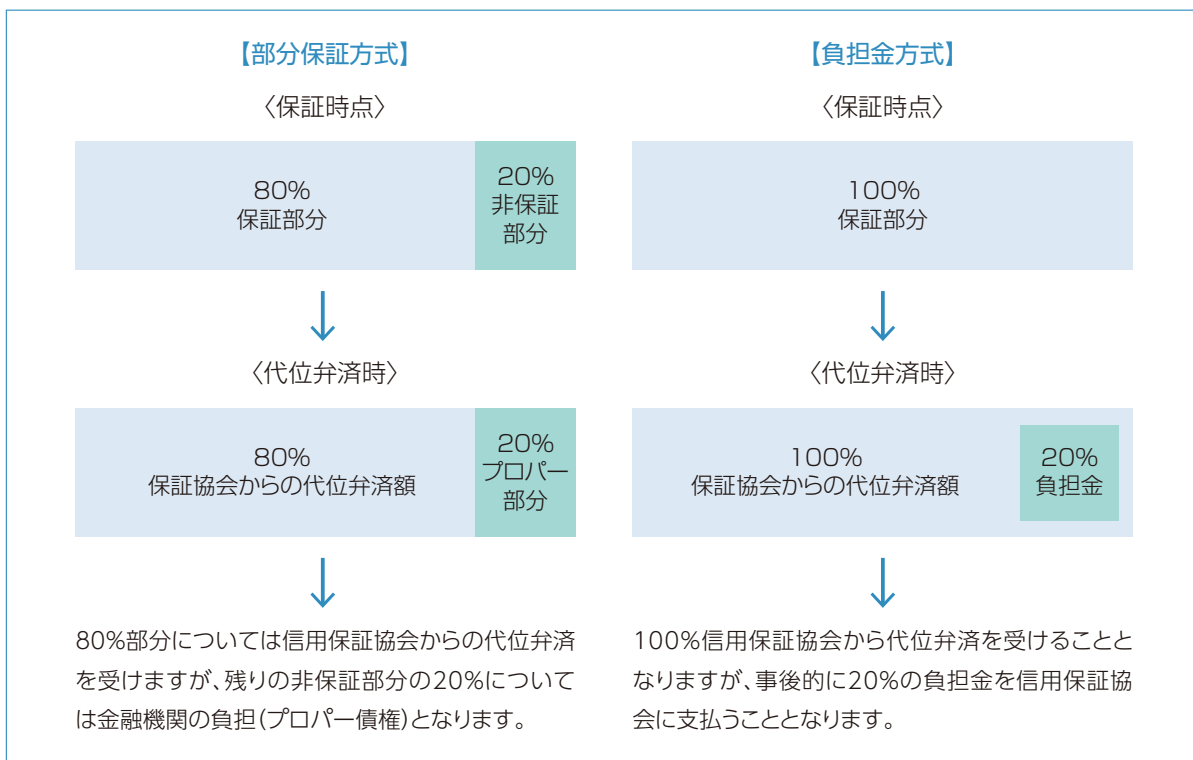 【部分保証方式】
〈保証時点〉
80%
保証部分
20%
非保証
部分
〈代位弁済時〉
80%
保証協会からの代位弁済額
20%
プロパー
部分
80%部分については信用保証協会からの代位弁済
を受けますが、残りの非保証部分の20%について
は金融機関の負担(プロパー債権)となります。
【負担金方式】
〈保証時点〉
100%
保証部分
〈代位弁済時〉
100%
保証協会からの代位弁済額
20%
負担金
100%信用保証協会から代位弁済を受けることと
なりますが、事後的に20%の負担金を信用保証協
会に支払うこととなります。